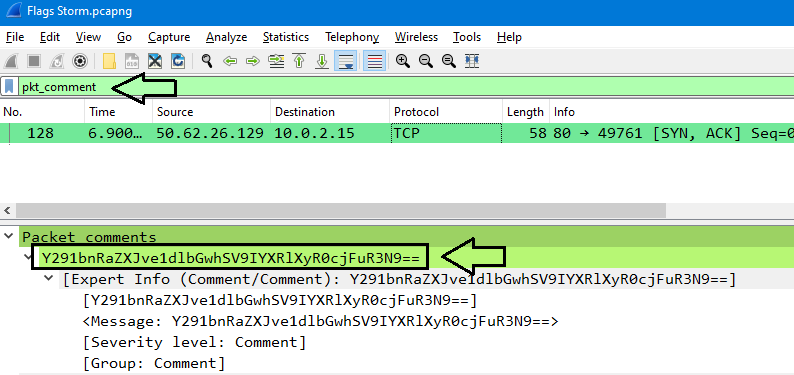 Flags Storm.pcapng
File Edit View Go Capture Analyze Statistics Telephony Wireless Tools Help
pkt_comment
No. Time Source Destination Protocol Length Info
128 6.900… 50.62.26.129 10.0.2.15 TCP 58 80 → 49761 [SYN, ACK] Seq=0
Packet comments
Y291bnRaZXJve1dlbGwhSV9IYXRlXyR0cjFuR3N9==
[Expert Info (Comment/Comment): Y291bnRaZXJve1dlbGwhSV9IYXRlXyR0cjFuR3N9==]
[Y291bnRaZXJve1dlbGwhSV9IYXRlXyR0cjFuR3N9==]
<Message: Y291bnRaZXJve1dlbGwhSV9IYXRlXyR0cjFuR3N9==>
[Severity level: Comment]
[Group: Comment]